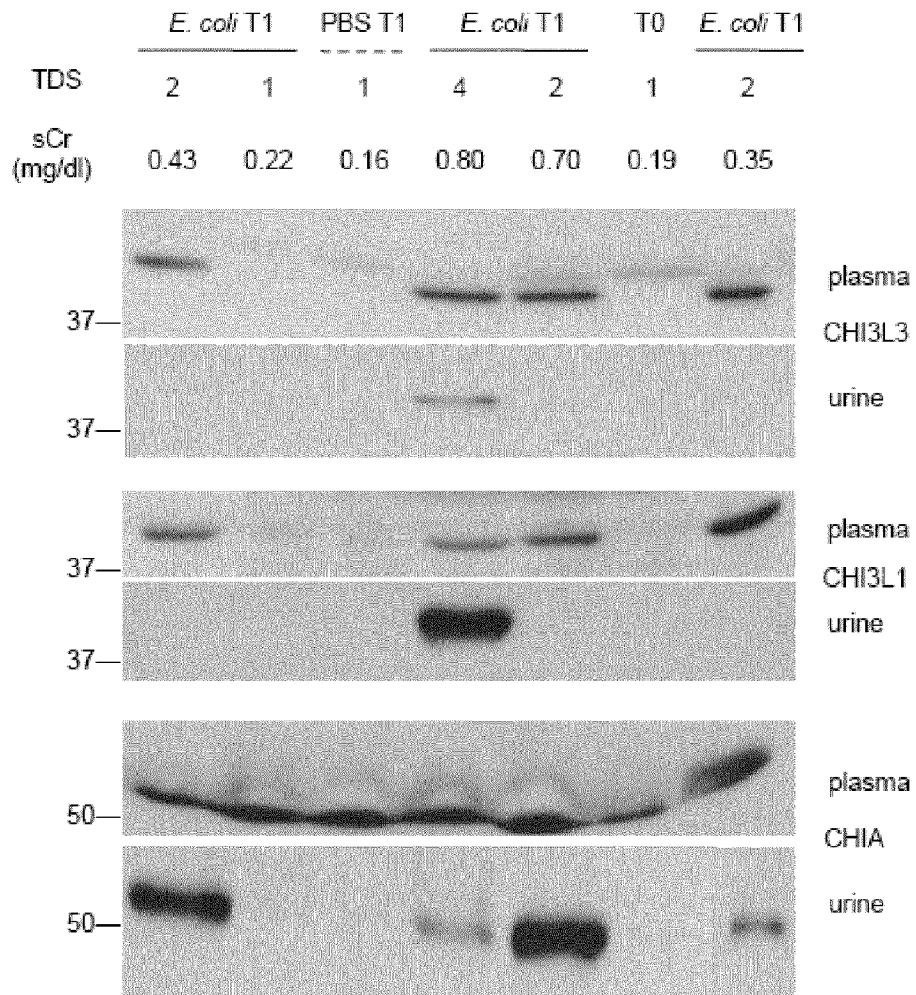 E. coli T1 PBS T1 E. coli T1 T0 E. coli T1
TDS 2 1 1 4 2 1 2
sCr
(mg/dl) 0.43 0.22 0.16 0.80 0.70 0.19 0.35
plasma
37—
CHI3L3
urine
37—
plasma
37—
CHI3L1
urine
37—
plasma
50—
CHIA
urine
50—